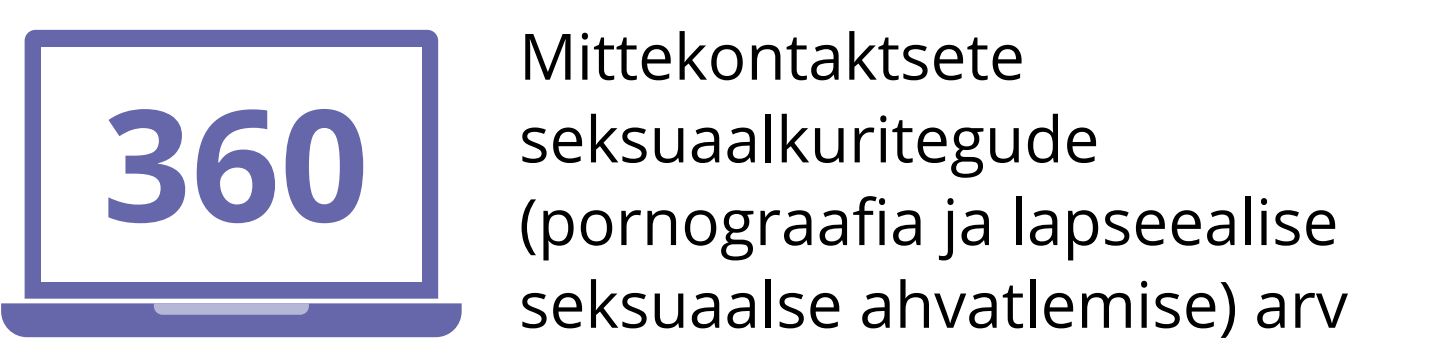 360
Mittekontaktsete
seksuaalkuritegude
(pornograafia ja lapseealise
seksuaalse ahvatlemise) arv